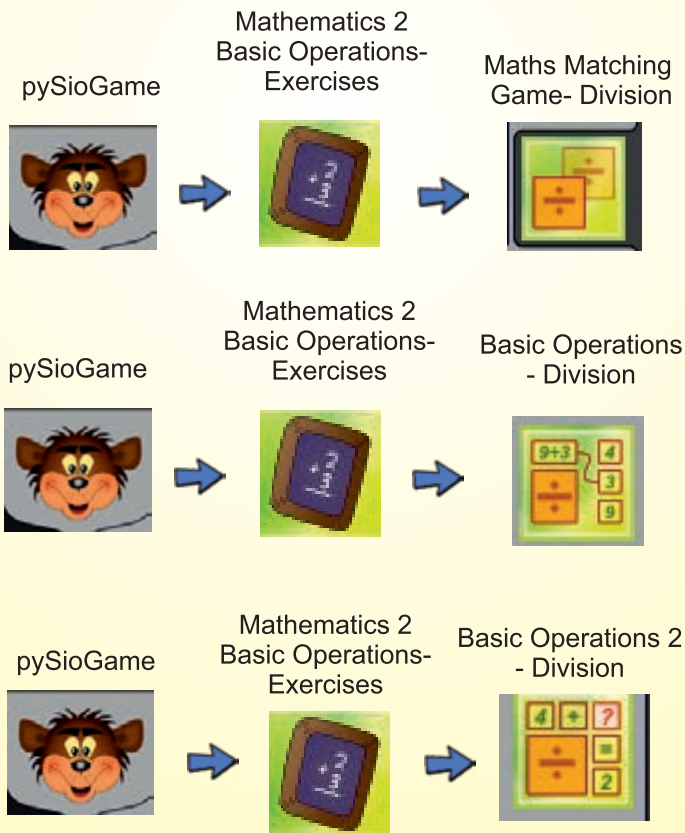 pySioGame
Mathematics 2
Basic Operations-
Exercises
Maths Matching
Game- Division
pySioGame
Mathematics 2
Basic Operations-
Exercises
Basic Operations
- Division
9÷3
4
÷
3
9
pySioGame
Mathematics 2
Basic Operations-
Exercises
Basic Operations 2
- Division
4 ÷ ?
÷ =
2